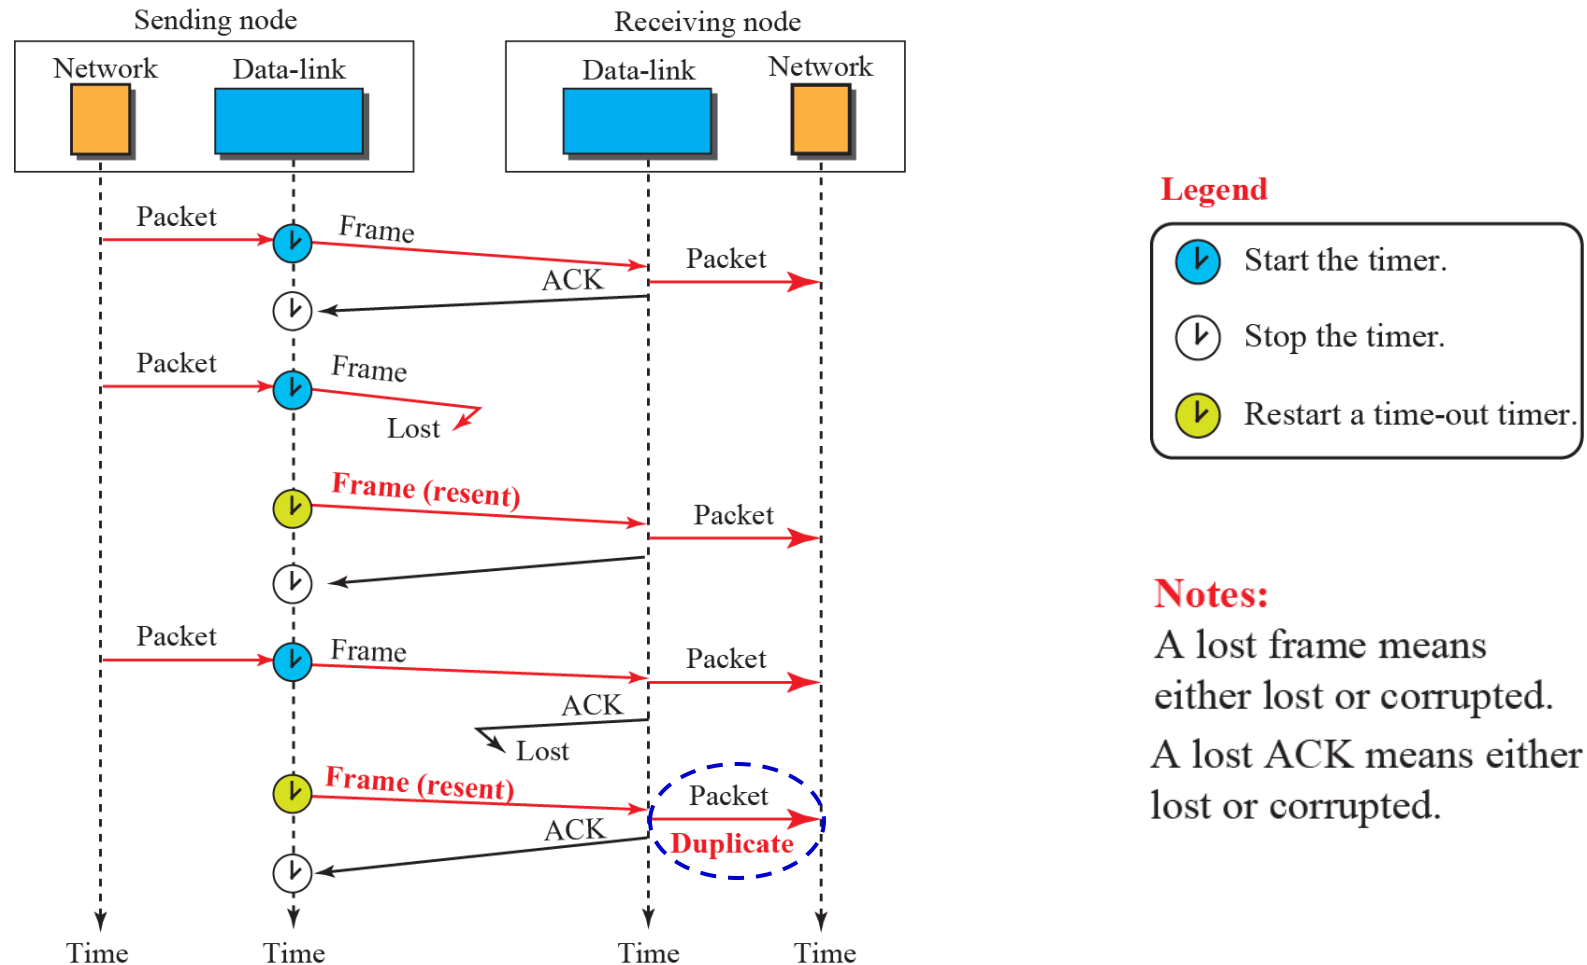 Sending node
Receiving node
Network
Data-link
Data-link
Network
Packet
Frame
Packet
ACK
Packet
Frame
Lost
Frame (resent)
Packet
Packet
Frame
Packet
ACK
Lost
Frame (resent)
Packet
Duplicate
ACK
Time
Time
Time
Time
Legend
Start the timer.
Stop the timer.
Restart a time-out timer.
Notes:
A lost frame means
either lost or corrupted.
A lost ACK means either
lost or corrupted.